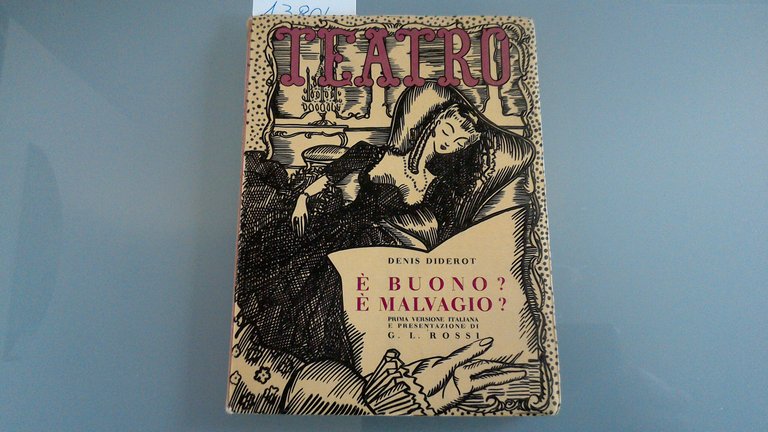 TEATRO
DENIS DIDEROT
È BUONO?
È MALVAGIO?
PRIMA VERSIONE ITALIANA
E PRESENTAZIONE DI
G. L. ROSSI